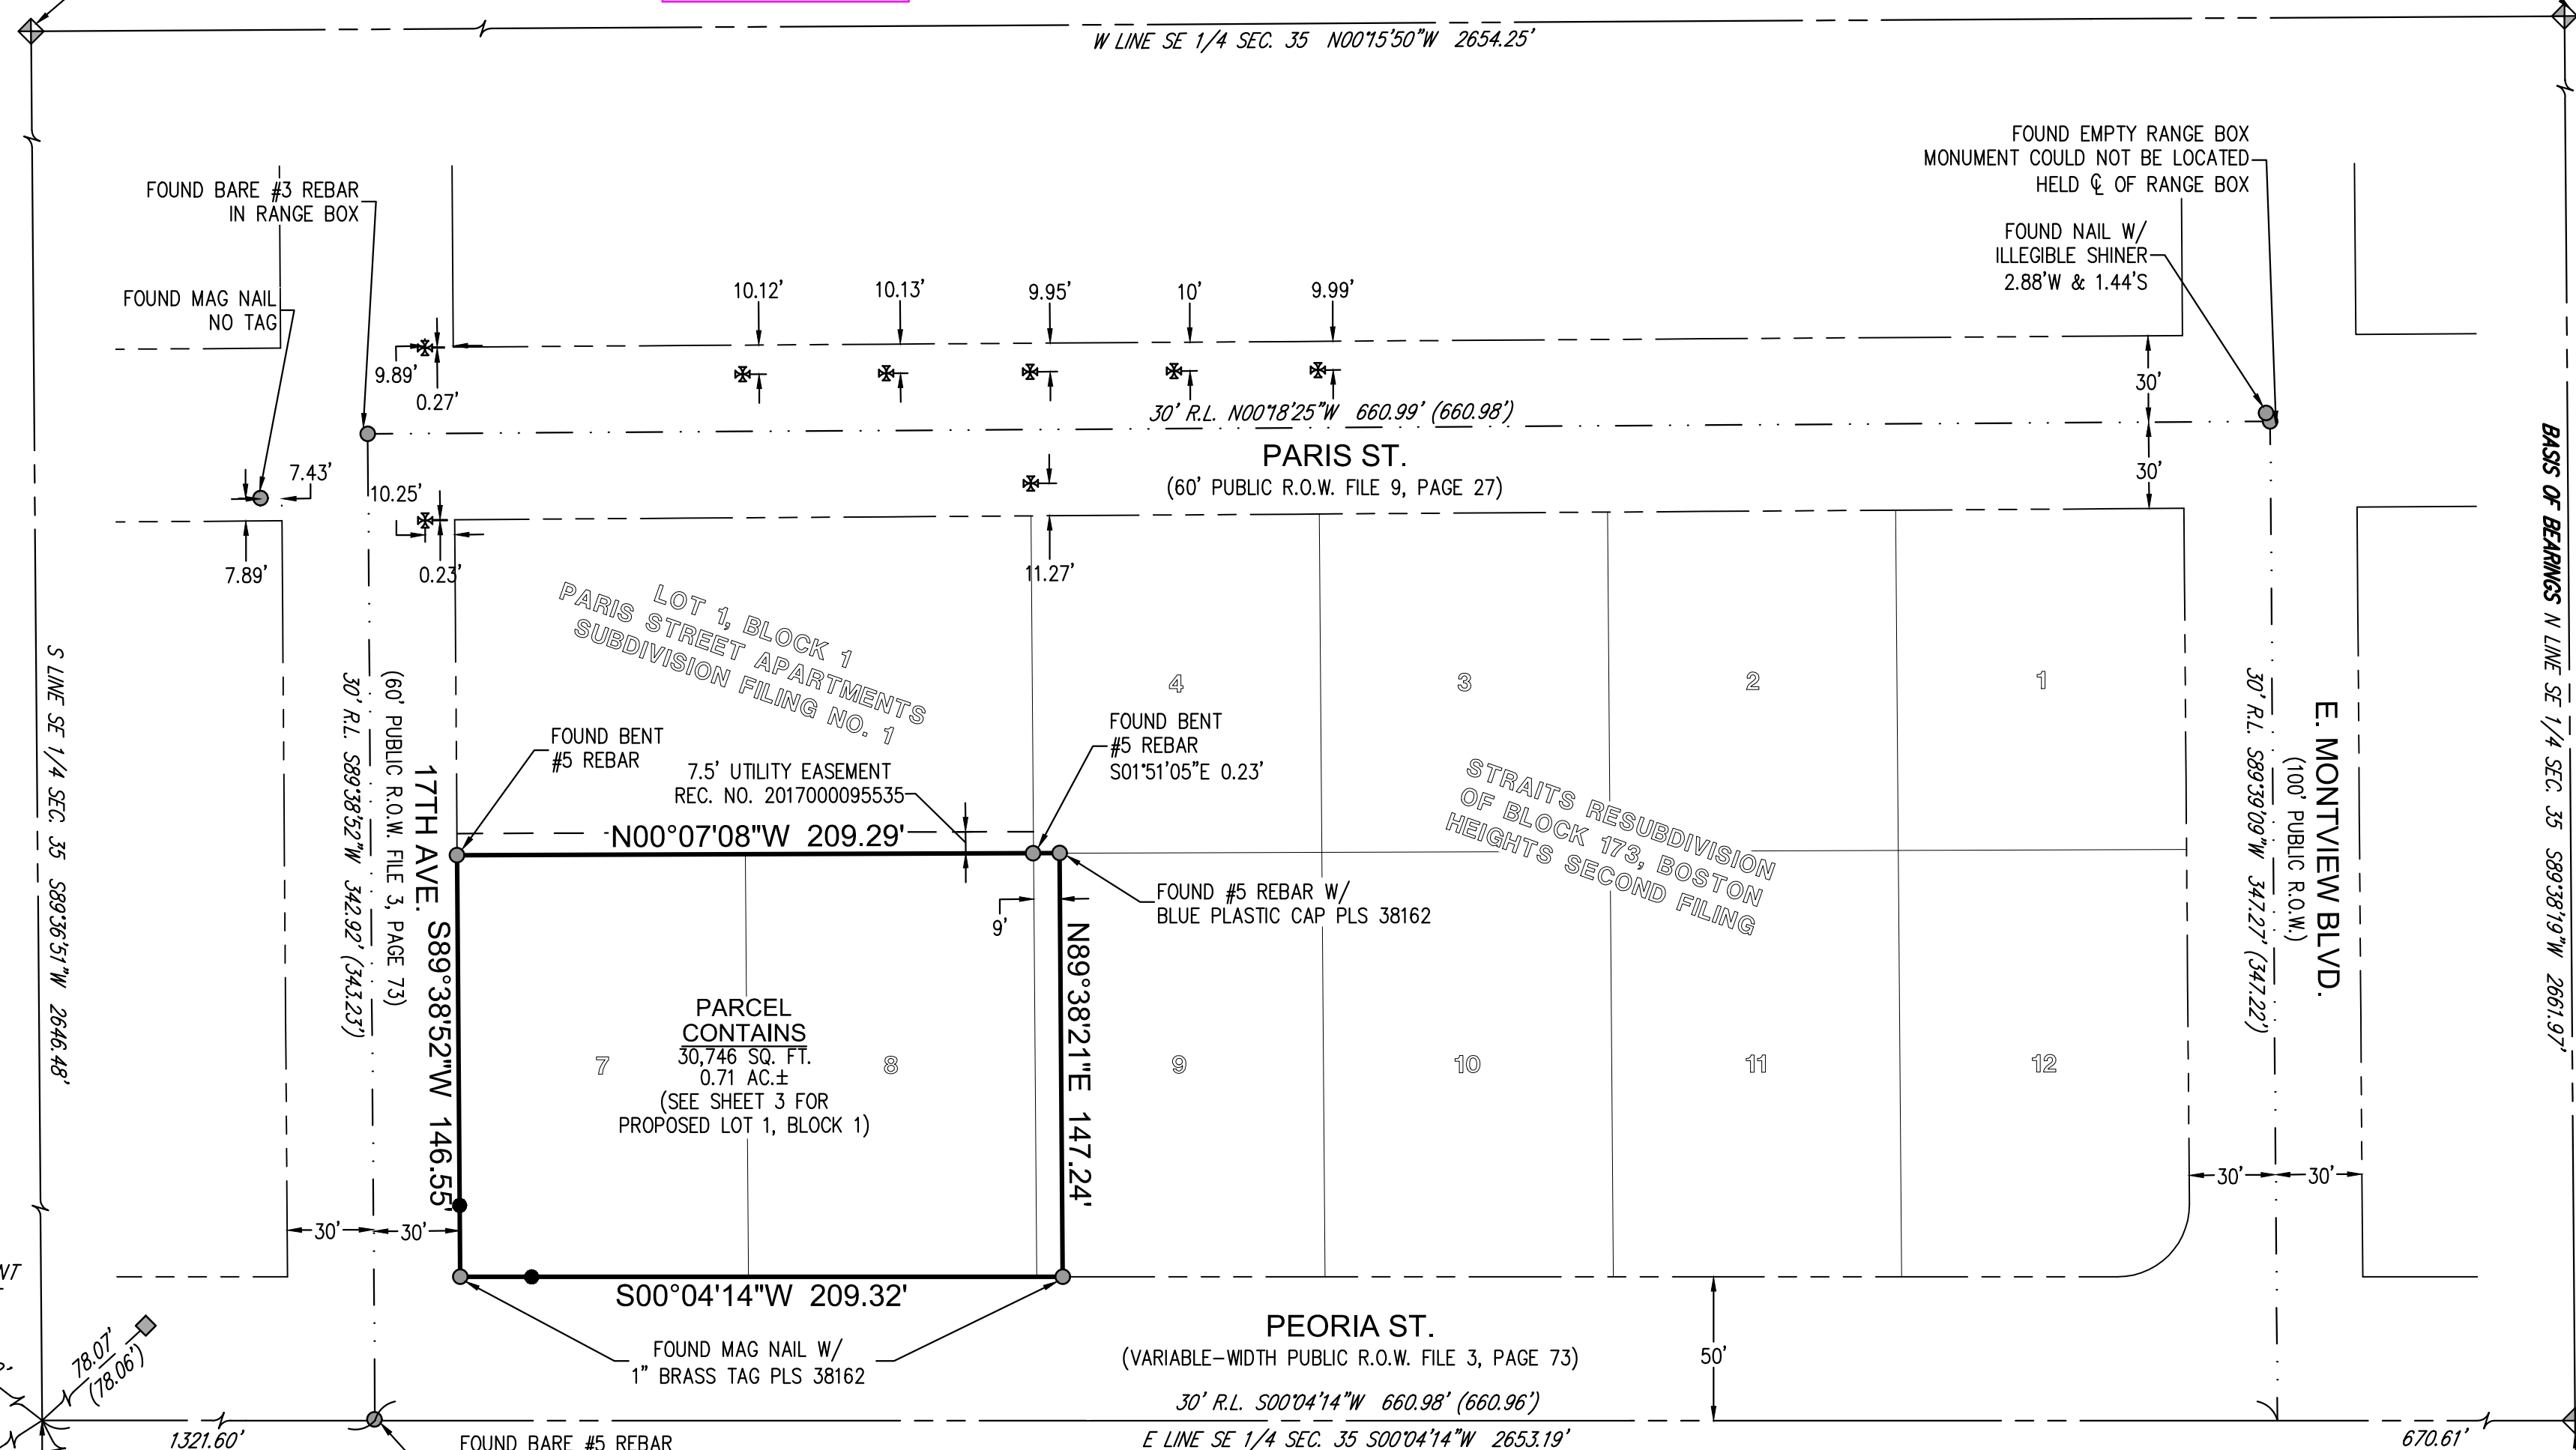 W LINE SE 1/4 SEC. 35 N00°15'50"W 2654.25'
FOUND EMPTY RANGE BOX
MONUMENT COULD NOT BE LOCATED
HELD ℄ OF RANGE BOX
FOUND BARE #3 REBAR
IN RANGE BOX
FOUND NAIL W/
ILLEGIBLE SHINER
2.88'W & 1.44'S
FOUND MAG NAIL
NO TAG
10.12'
10.13'
9.95'
10'
9.99'
9.89'
0.27'
30'
30' R.L. N00°18'25"W 660.99' (660.98')
PARIS ST.
(60' PUBLIC R.O.W. FILE 9, PAGE 27)
30'
7.43'
10.25'
7.89'
0.23'
11.27'
LOT 1, BLOCK 1
PARIS STREET APARTMENTS
SUBDIVISION FILING NO. 1
4
3
2
1
BASIS OF BEARINGS N LINE SE 1/4 SEC. 35 S89°38'19"W 2661.97'
S LINE SE 1/4 SEC. 35 S89°36'51"W 2646.48'
30' R.L. S89°38'52"W 342.92' (343.23')
(60' PUBLIC R.O.W. FILE 3, PAGE 73)
17TH AVE.
S89°38'52"W 146.55'
FOUND BENT
#5 REBAR
7.5' UTILITY EASEMENT
REC. NO. 2017000095535
FOUND BENT
#5 REBAR
S01°51'05"E 0.23'
STRAITS RESUBDIVISION
OF BLOCK 173, BOSTON
HEIGHTS SECOND FILING
E. MONTVIEW BLVD.
(100' PUBLIC R.O.W.)
30' R.L. S89°39'09"W 347.27' (347.22')
N00°07'08"W 209.29'
FOUND #5 REBAR W/
BLUE PLASTIC CAP PLS 38162
9'
N89°38'21"E 147.24'
PARCEL
CONTAINS
30,746 SQ. FT.
0.71 AC.±
(SEE SHEET 3 FOR
PROPOSED LOT 1, BLOCK 1)
7
8
9
10
11
12
30'
30'
30'
30'
S00°04'14"W 209.32'
FOUND MAG NAIL W/
1" BRASS TAG PLS 38162
PEORIA ST.
(VARIABLE-WIDTH PUBLIC R.O.W. FILE 3, PAGE 73)
50'
78.07'
(78.06')
30' R.L. S00°04'14"W 660.98' (660.96')
1321.60'
FOUND BARE #5 REBAR
E LINE SE 1/4 SEC. 35 S00°04'14"W 2653.19'
670.61'